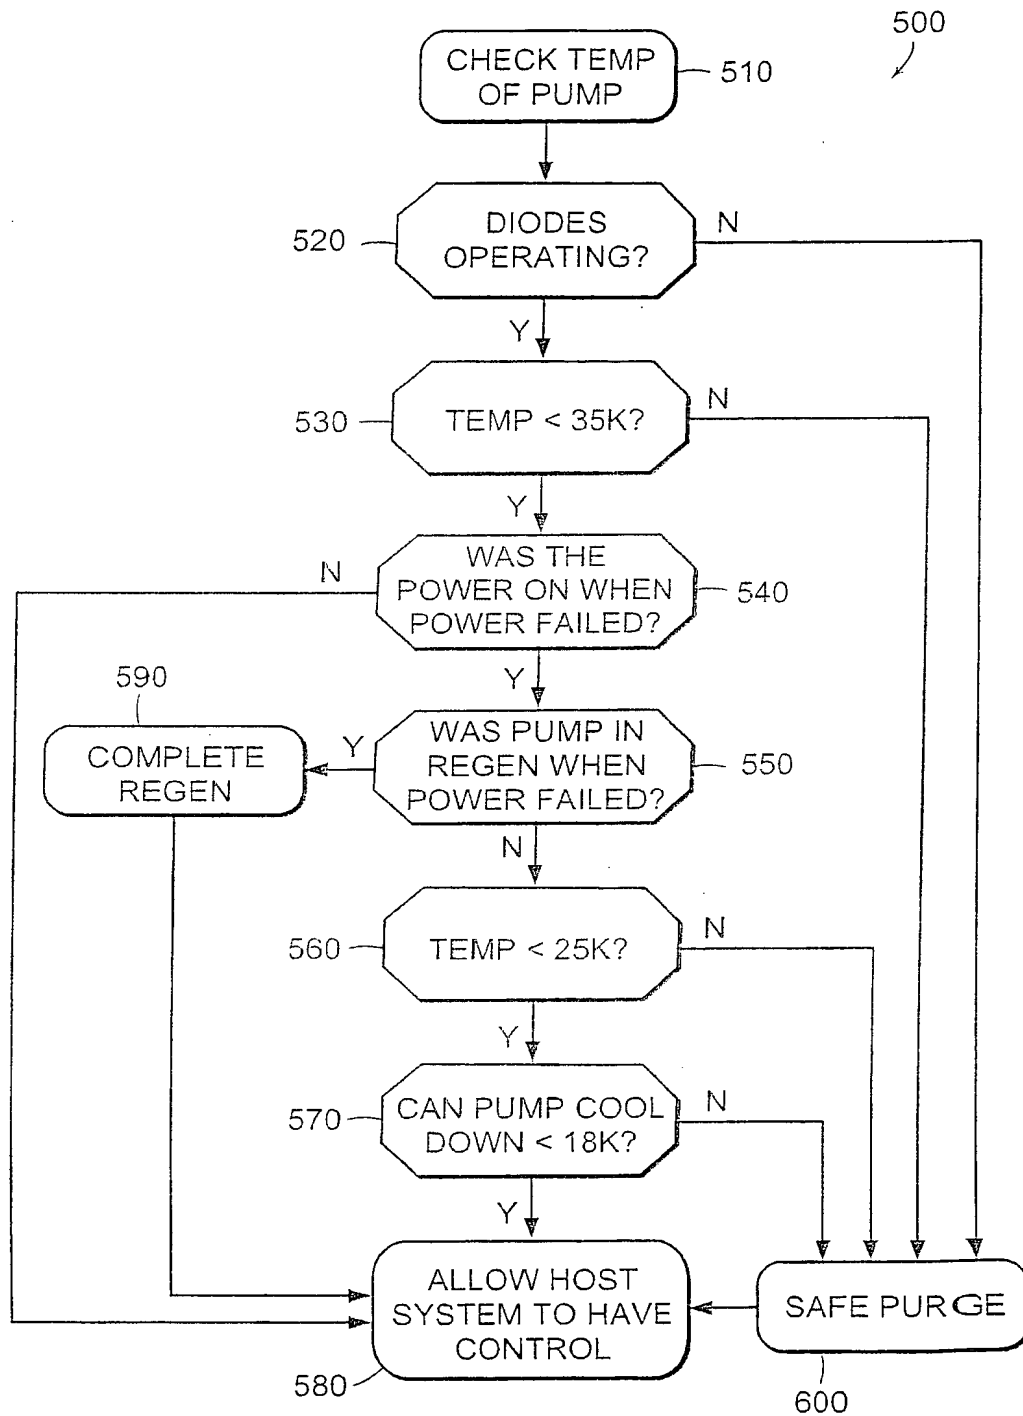 500
CHECK TEMP
OF PUMP
510
DIODES
OPERATING?
520
N
Y
TEMP < 35K?
530
N
Y
WAS THE
POWER ON WHEN
POWER FAILED?
540
N
Y
590
COMPLETE
REGEN
Y
WAS PUMP IN
REGEN WHEN
POWER FAILED?
550
N
560
TEMP < 25K?
N
Y
570
CAN PUMP COOL
DOWN < 18K?
N
Y
ALLOW HOST
SYSTEM TO HAVE
CONTROL
580
SAFE PURGE
600